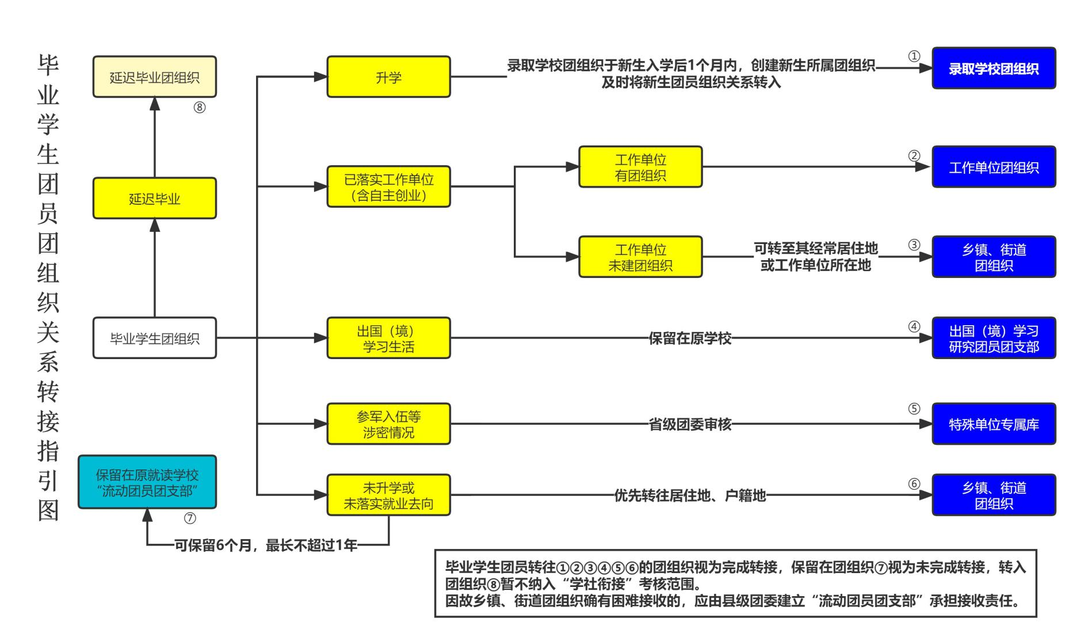 毕业学生团员团组织关系转接指引图
延迟毕业团组织
⑧
延迟毕业
毕业学生团组织
保留在原就读学校
“流动团员团支部”
⑦
可保留6个月，最长不超过1年
升学
录取学校团组织于新生入学后1个月内，创建新生所属团组织
及时将新生团员组织关系转入
①
录取学校团组织
已落实工作单位
（含自主创业）
工作单位
有团组织
②
工作单位团组织
工作单位
未建团组织
可转至其经常居住地
或工作单位所在地
③
乡镇、街道
团组织
出国（境）
学习生活
保留在原学校
④
出国（境）学习
研究团员团支部
参军入伍等
涉密情况
省级团委审核
⑤
特殊单位专属库
未升学或
未落实就业去向
优先转往居住地、户籍地
⑥
乡镇、街道
团组织
毕业学生团员转往①②③④⑤⑥的团组织视为完成转接，保留在团组织⑦视为未完成转接，转入
团组织⑧暂不纳入“学社衔接”考核范围。
因故乡镇、街道团组织确有困难接收的，应由县级团委建立“流动团员团支部”承担接收责任。